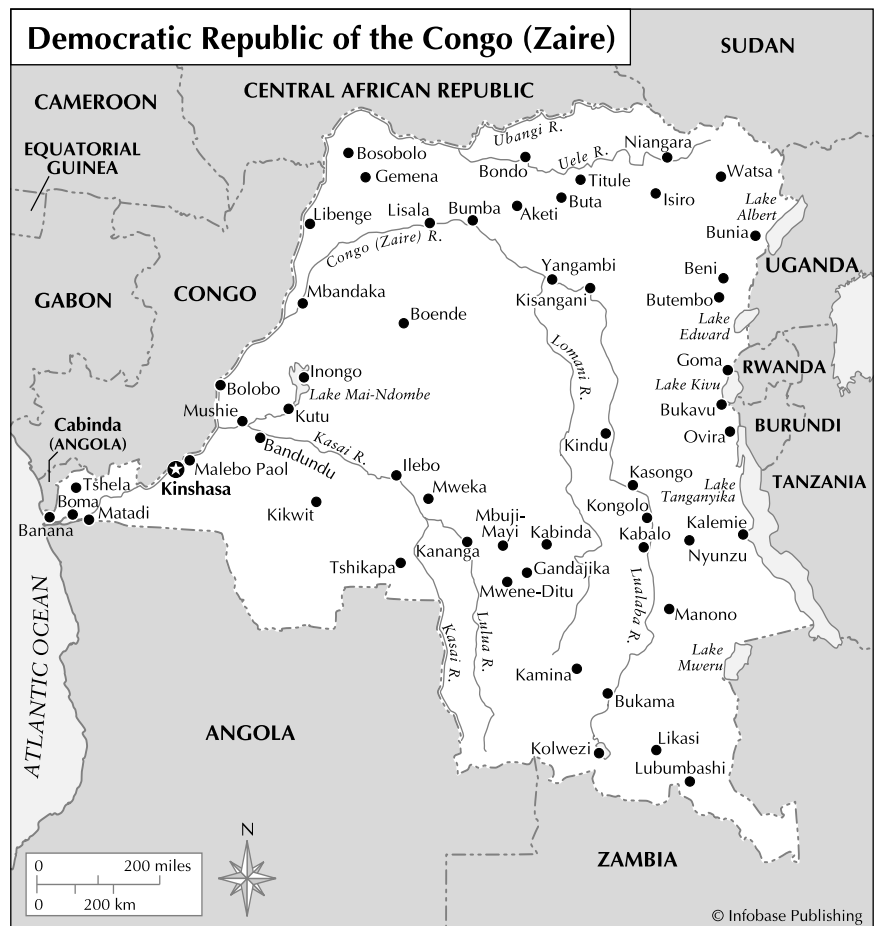 Democratic Republic of the Congo (Zaire)
SUDAN
CAMEROON
CENTRAL AFRICAN REPUBLIC
EQUATORIAL
GUINEA
Ubangi R.
Niangara
Bosobolo
Bondo
Uele R.
Gemena
Titule
Watsa
Buta
Isiro
Lake
Albert
Libenge
Lisala
Bumba
Aketi
Bunia
Congo (Zaire) R.
Yangambi
Beni
UGANDA
GABON
CONGO
Mbandaka
Kisangani
Butembo
Boende
Lake
Edward
Lomani R.
Goma
RWANDA
Inongo
Bolobo
Lake Mai-Ndombe
Lake Kivu
Mushie
Kutu
Bukavu
Cabinda
(ANGOLA)
BURUNDI
Kasai R.
Kindu
Ovira
Bandundu
Malebo Paol
Ilebo
Kinshasa
Kasongo
TANZANIA
Tshela
Lake
Tanganyika
Boma
Mweka
Kongolo
Matadi
Kikwit
Mbuji-
Mayi
Kabinda
Kalemie
Banana
Kananga
Kabalo
Nyunzu
Tshikapa
Gandajika
Mwene-Ditu
Lualaba R.
Manono
ATLANTIC OCEAN
Kasai R.
Lulua R.
Lake
Mweru
Kamina
Bukama
ANGOLA
Kolwezi
Likasi
Lubumbashi
N
0
200 miles
0
200 km
ZAMBIA
© Infobase Publishing